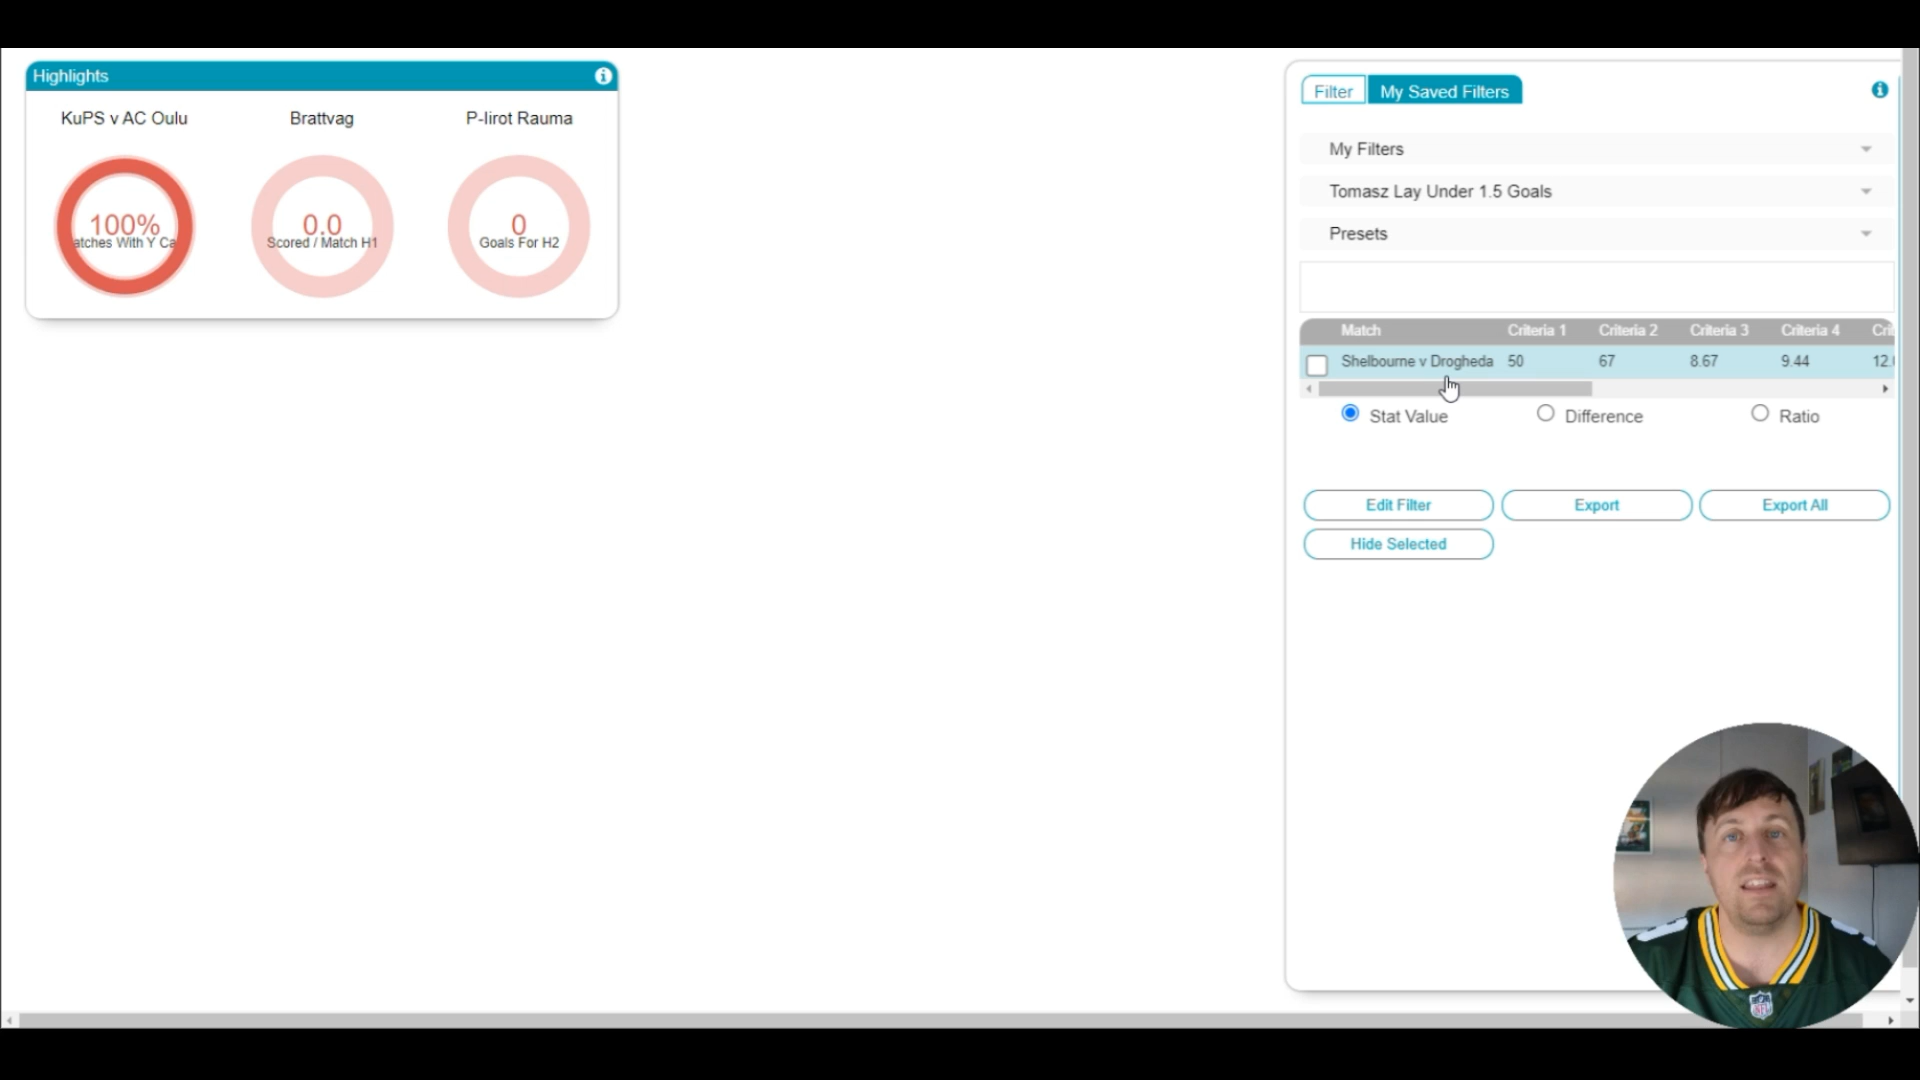 Highlights
KuPS v AC Oulu
Brattvag
P-Iirot Rauma
100%
atches With Y Ca
0.0
Scored / Match H1
0
Goals For H2
Filter
My Saved Filters
My Filters
Tomasz Lay Under 1.5 Goals
Presets
Match Criteria 1 Criteria 2 Criteria 3 Criteria 4 Crit
Shelbourne v Drogheda 50 67 8.67 9.44 12.
Stat Value
Difference
Ratio
Edit Filter
Export
Export All
Hide Selected
NFL